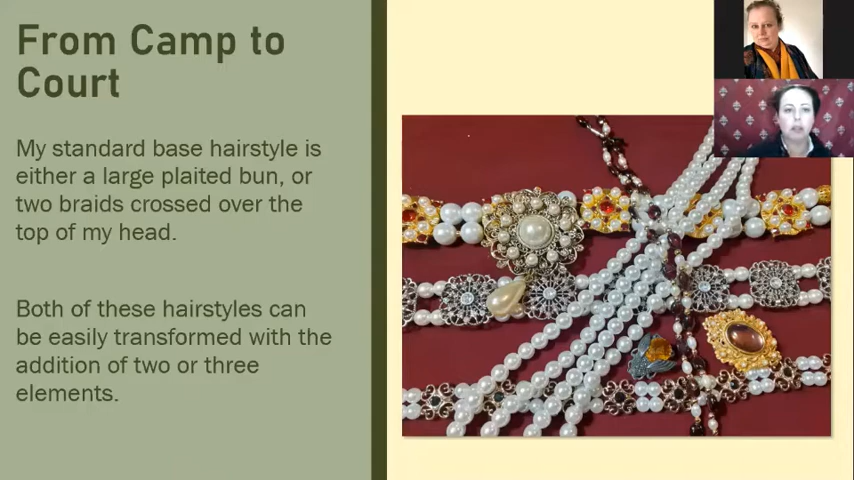 From Camp to
Court
My standard base hairstyle is
either a large plaited bun, or
two braids crossed over the
top of my head.
Both of these hairstyles can
be easily transformed with the
addition of two or three
elements.